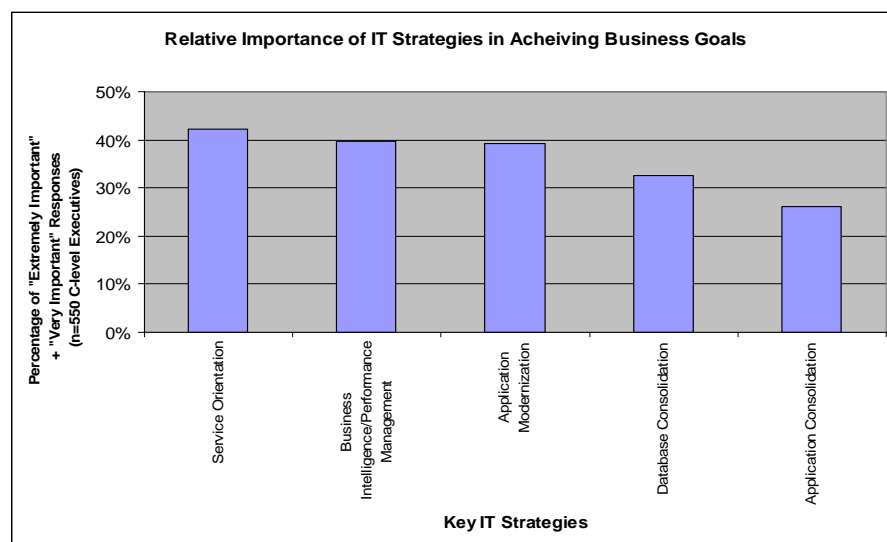 Relative Importance of IT Strategies in Acheiving Business Goals
Percentage of "Extremely Important"
+ "Very Important" Responses
(n=550 C-level Executives)
50%
40%
30%
20%
10%
0%
Service Orientation
Business
Intelligence/Performance
Management
Application
Modernization
Database Consolidation
Application Consolidation
Key IT Strategies